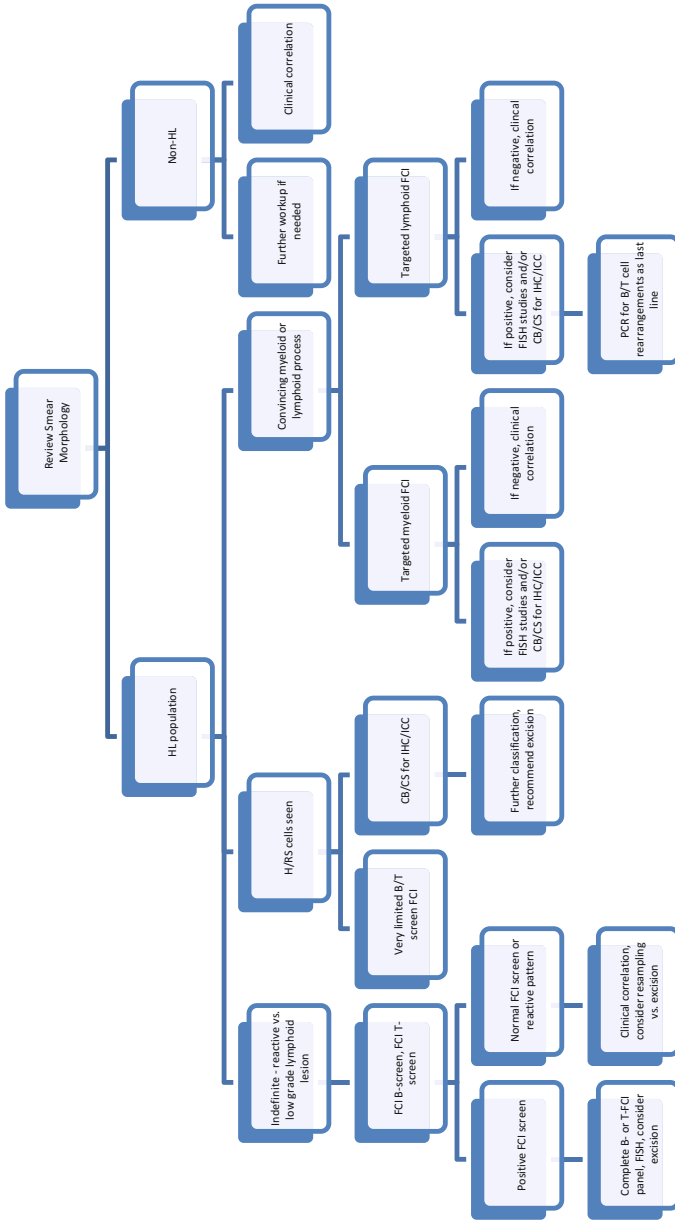 Review Smear
Morphology
HL population
Non-HL
Indefinite - reactive vs.
low grade lymphoid
lesion
H/RS cells seen
Convincing myeloid or
lymphoid process
Further workup if
needed
Clinical correlation
FCI B-screen, FCI T-
screen
Very limited B/T
screen FCI
CB/CS for IHC/ICC
Targeted myeloid FCI
Targeted lymphoid FCI
Positive FCI screen
Normal FCI screen or
reactive pattern
Further classification,
recommend excision
If positive, consider
FISH studies and/or
CB/CS for IHC/ICC
If negative, clinical
correlation
If positive, consider
FISH studies and/or
CB/CS for IHC/ICC
If negative, clincal
correlation
Complete B- or T-FCI
panel, FISH, consider
excision
Clinical correlation,
consider resampling
vs. excision
PCR for B/T cell
rearrangements as last
line